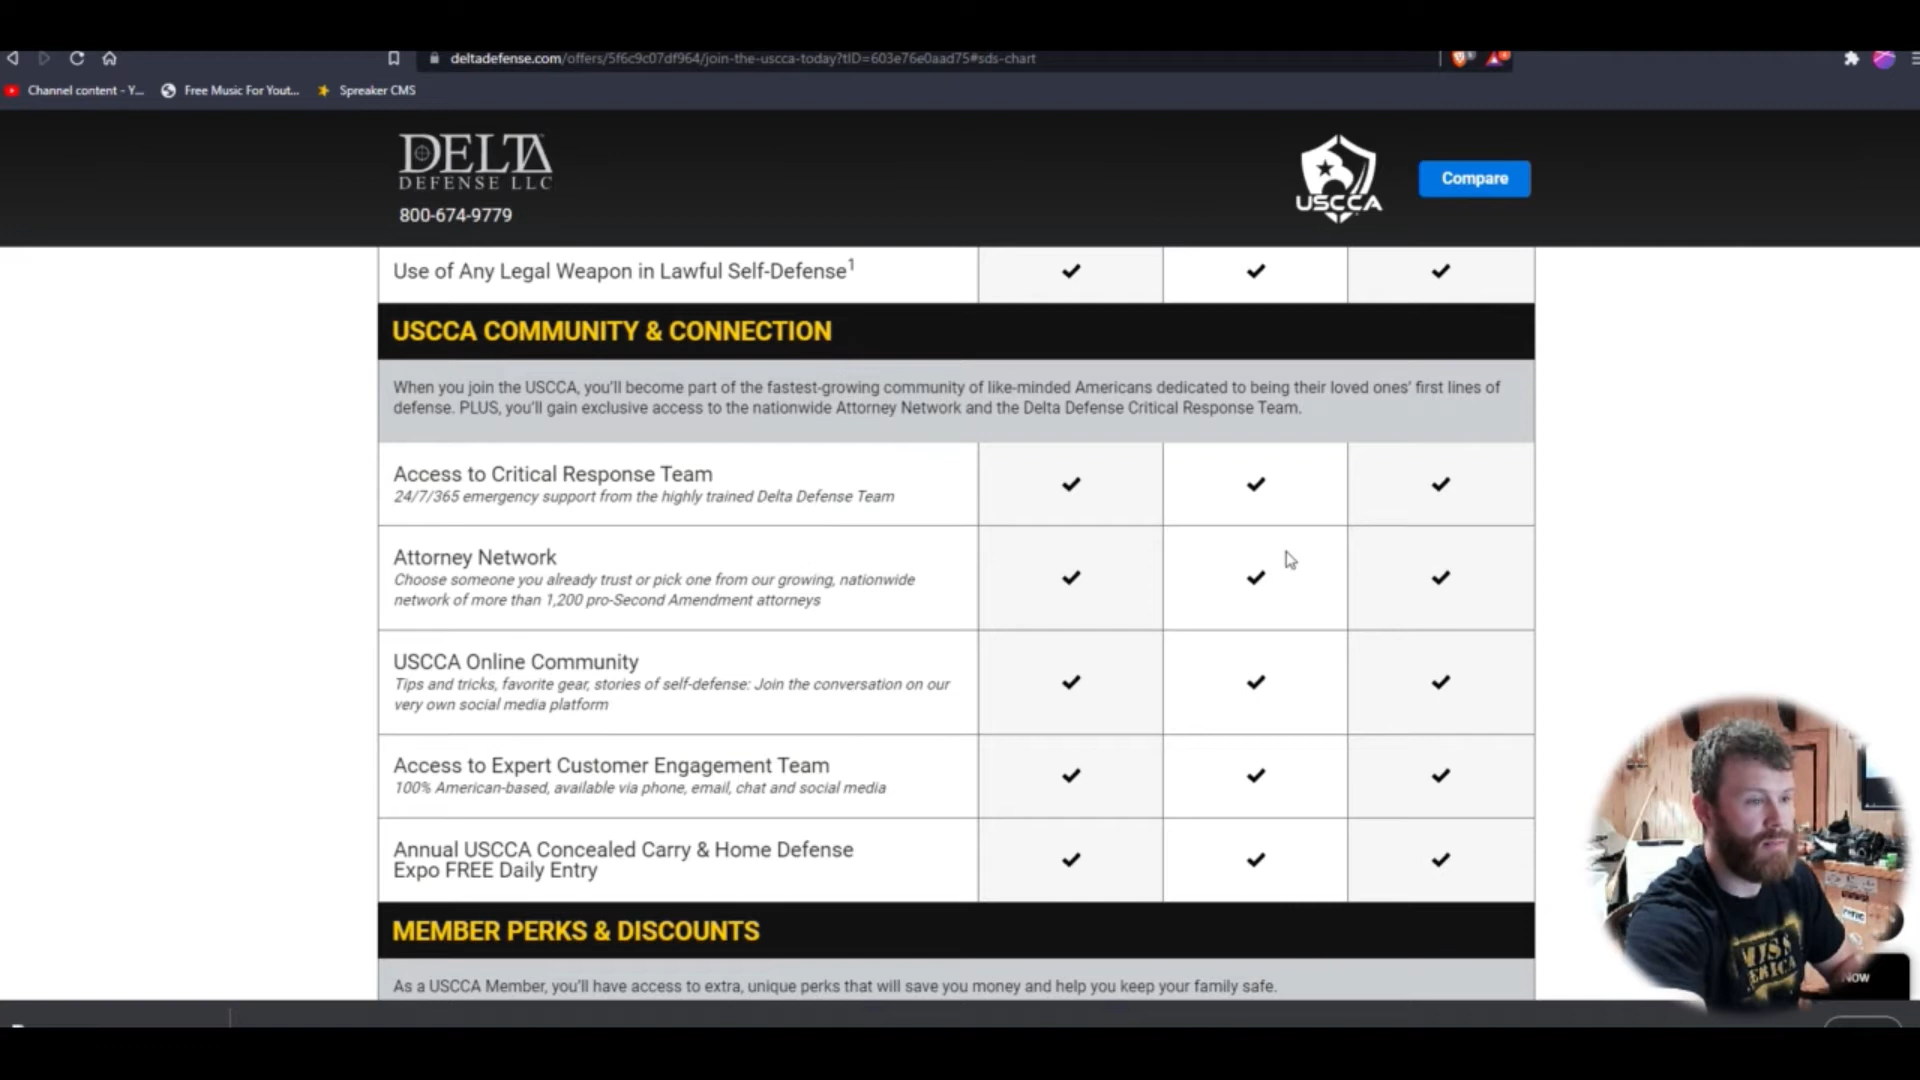 deltadefense.com/offers/5f6c9c07df964/join-the-uscca-today?tID=603e76e0aad75#sds-chart
Channel content - Y...
Free Music For Yout...
Spreaker CMS
DELTA
DEFENSE LLC
800-674-9779
USCCA
Compare
Use of Any Legal Weapon in Lawful Self-Defense1
USCCA COMMUNITY & CONNECTION
When you join the USCCA, you'll become part of the fastest-growing community of like-minded Americans dedicated to being their loved ones' first lines of
defense. PLUS, you'll gain exclusive access to the nationwide Attorney Network and the Delta Defense Critical Response Team.
Access to Critical Response Team
24/7/365 emergency support from the highly trained Delta Defense Team
Attorney Network
Choose someone you already trust or pick one from our growing, nationwide
network of more than 1,200 pro-Second Amendment attorneys
USCCA Online Community
Tips and tricks, favorite gear, stories of self-defense: Join the conversation on our
very own social media platform
Access to Expert Customer Engagement Team
100% American-based, available via phone, email, chat and social media
Annual USCCA Concealed Carry & Home Defense
Expo FREE Daily Entry
MEMBER PERKS & DISCOUNTS
As a USCCA Member, you'll have access to extra, unique perks that will save you money and help you keep your family safe.
Now